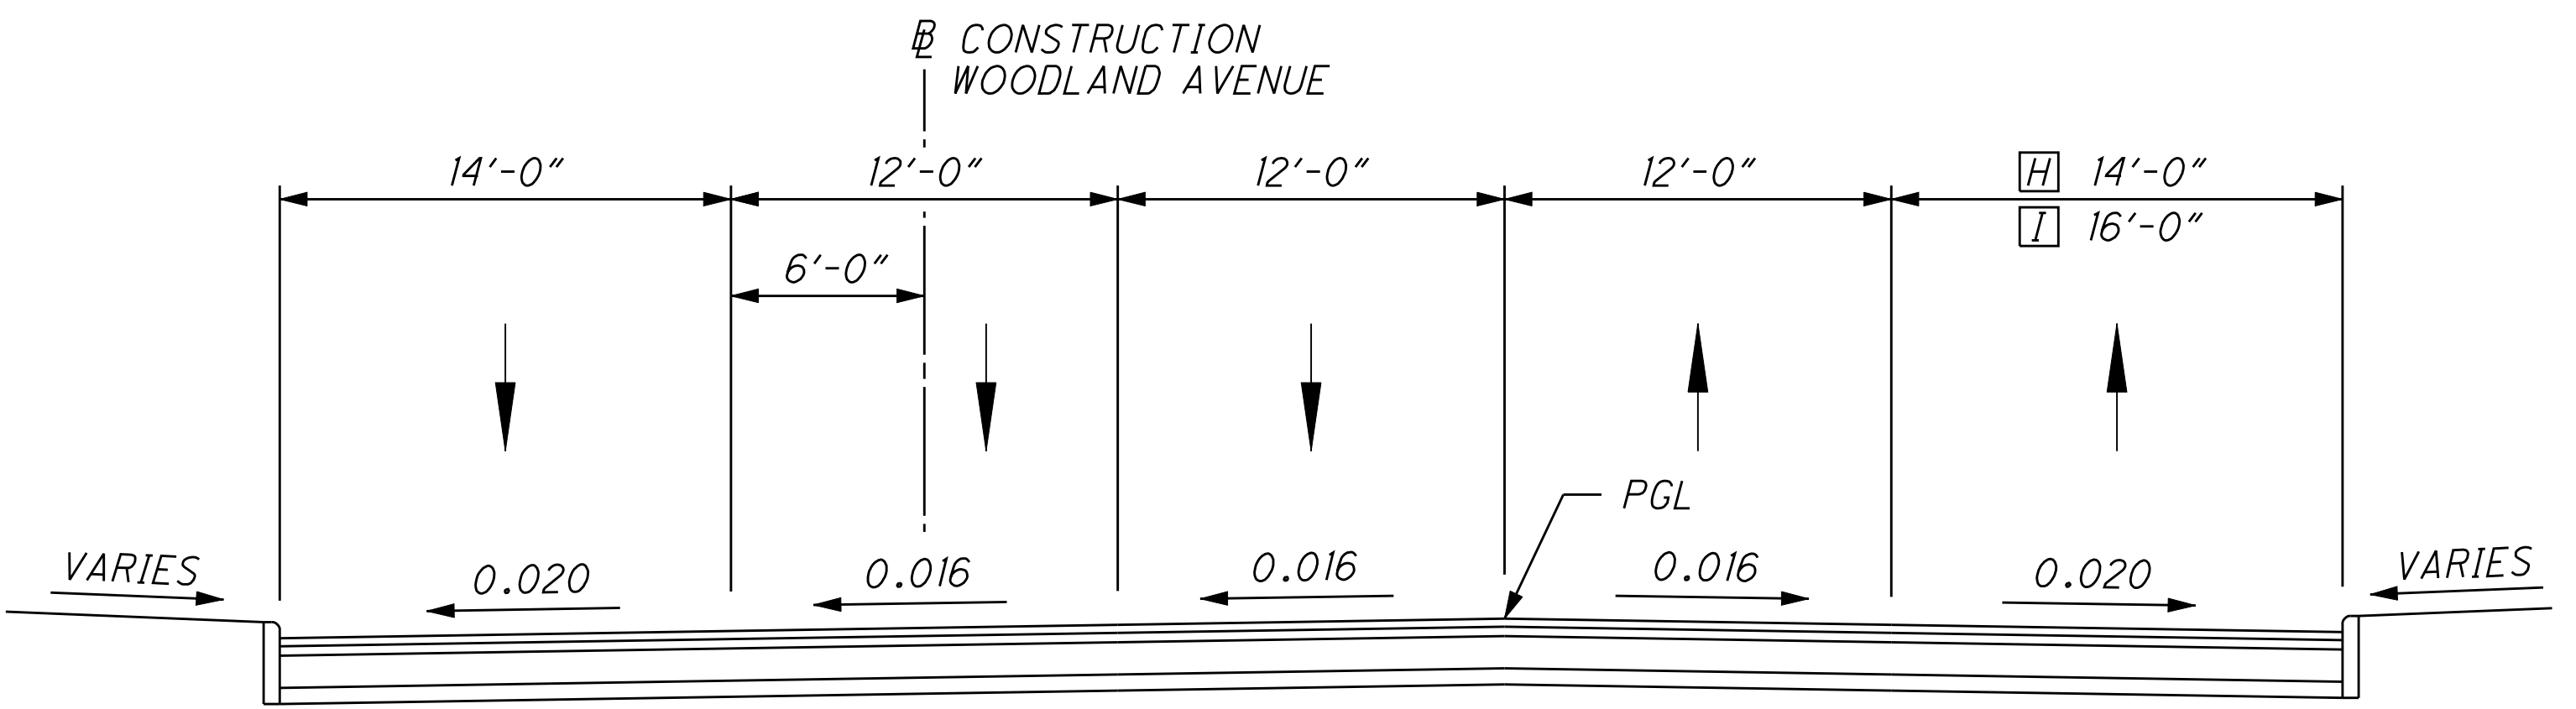 ℄ CONSTRUCTION
WOODLAND AVENUE
14'-0" 12'-0" 12'-0" 12'-0" H 14'-0"
I 16'-0"
6'-0"
PGL
VARIES 0.020 0.016 0.016 0.016 0.020 VARIES